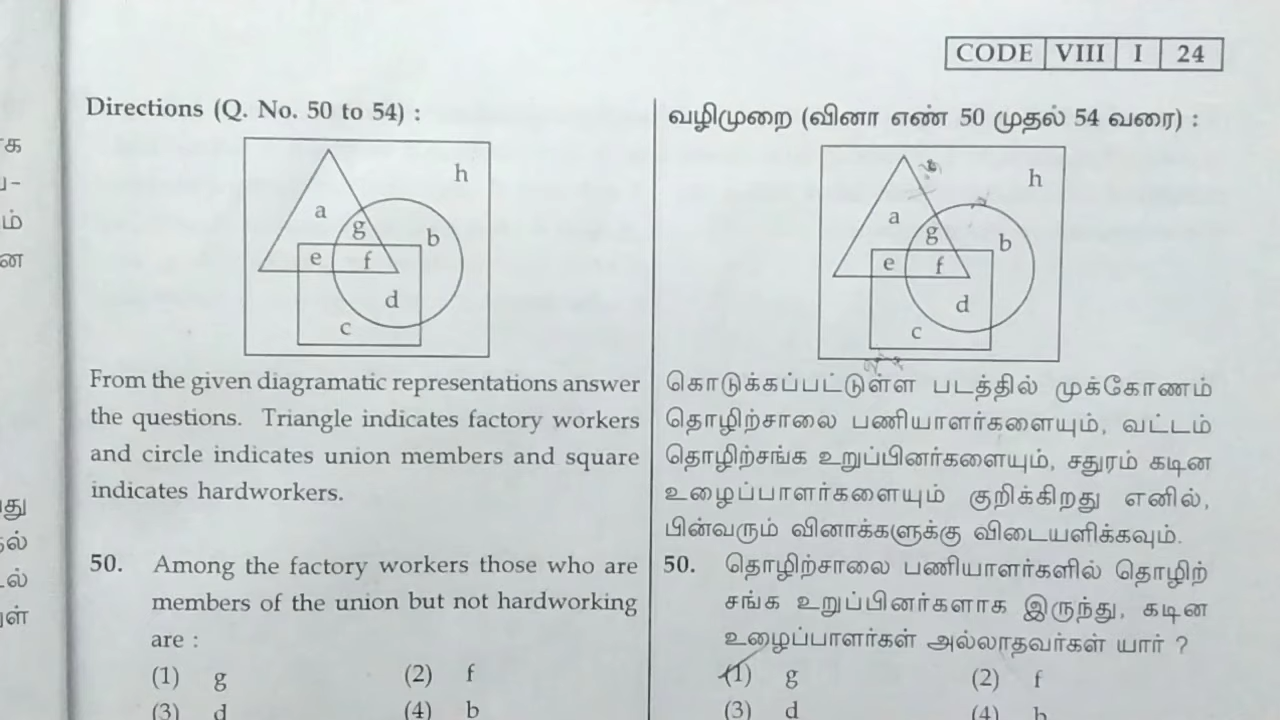 CODE VIII I 24
Directions (Q. No. 50 to 54) :
h
a
g
b
e
f
d
c
From the given diagramatic representations answer
the questions. Triangle indicates factory workers
and circle indicates union members and square
indicates hardworkers.
50. Among the factory workers those who are
members of the union but not hardworking
are :
(1) g (2) f
(3) d (4) b
வழிமுறை (வினா எண் 50 முதல் 54 வரை) :
h
a
g
b
e
f
d
c
கொடுக்கப்பட்டுள்ள படத்தில் முக்கோணம்
தொழிற்சாலை பணியாளர்களையும், வட்டம்
தொழிற்சங்க உறுப்பினர்களையும், சதுரம் கடின
உழைப்பாளர்களையும் குறிக்கிறது எனில்,
பின்வரும் வினாக்களுக்கு விடையளிக்கவும்.
50. தொழிற்சாலை பணியாளர்களில் தொழிற்
சங்க உறுப்பினர்களாக இருந்து, கடின
உழைப்பாளர்கள் அல்லாதவர்கள் யார் ?
(1) g (2) f
(3) d (4) b